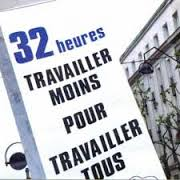 32 heures
TRAVAILLER
MOINS
POUR
TRAVAILLER
TOUS